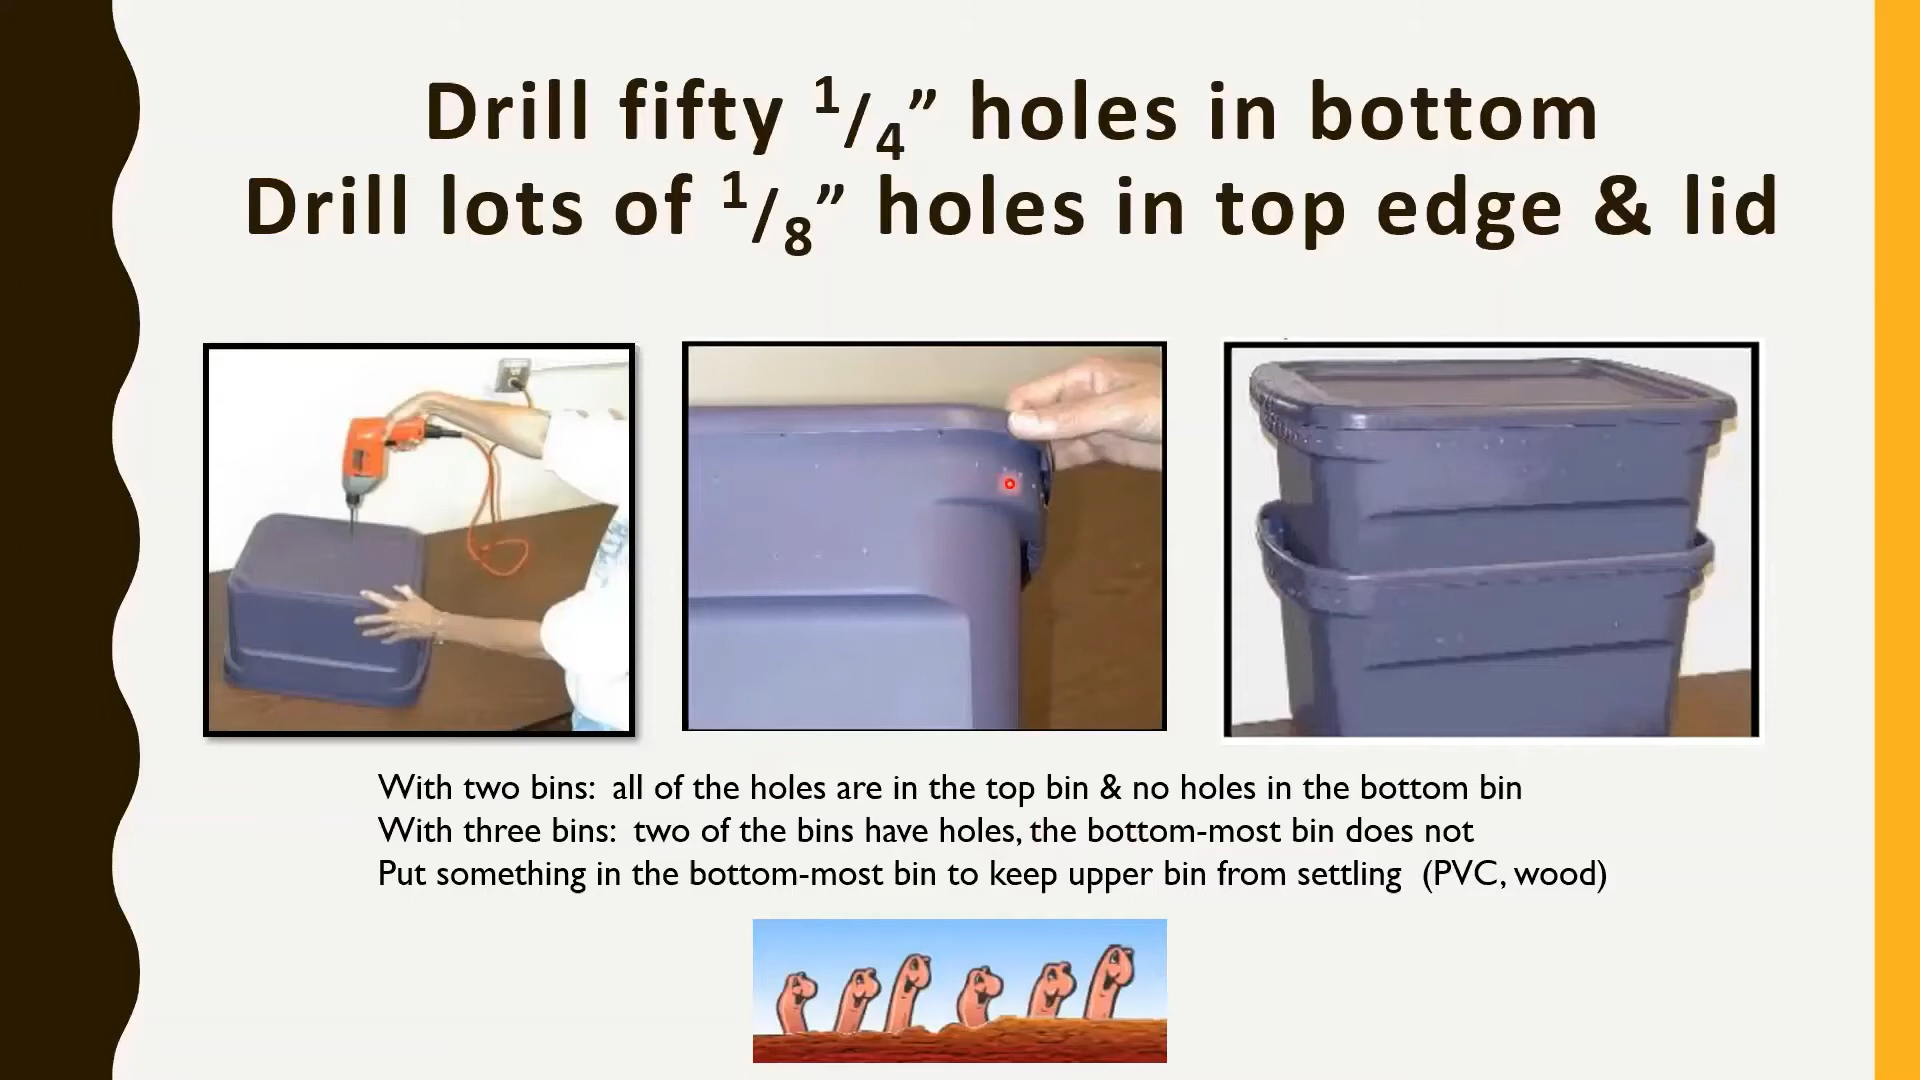 Drill fifty 1/4” holes in bottom
Drill lots of 1/8” holes in top edge & lid
With two bins:  all of the holes are in the top bin & no holes in the bottom bin
With three bins:  two of the bins have holes, the bottom-most bin does not
Put something in the bottom-most bin to keep upper bin from settling  (PVC, wood)